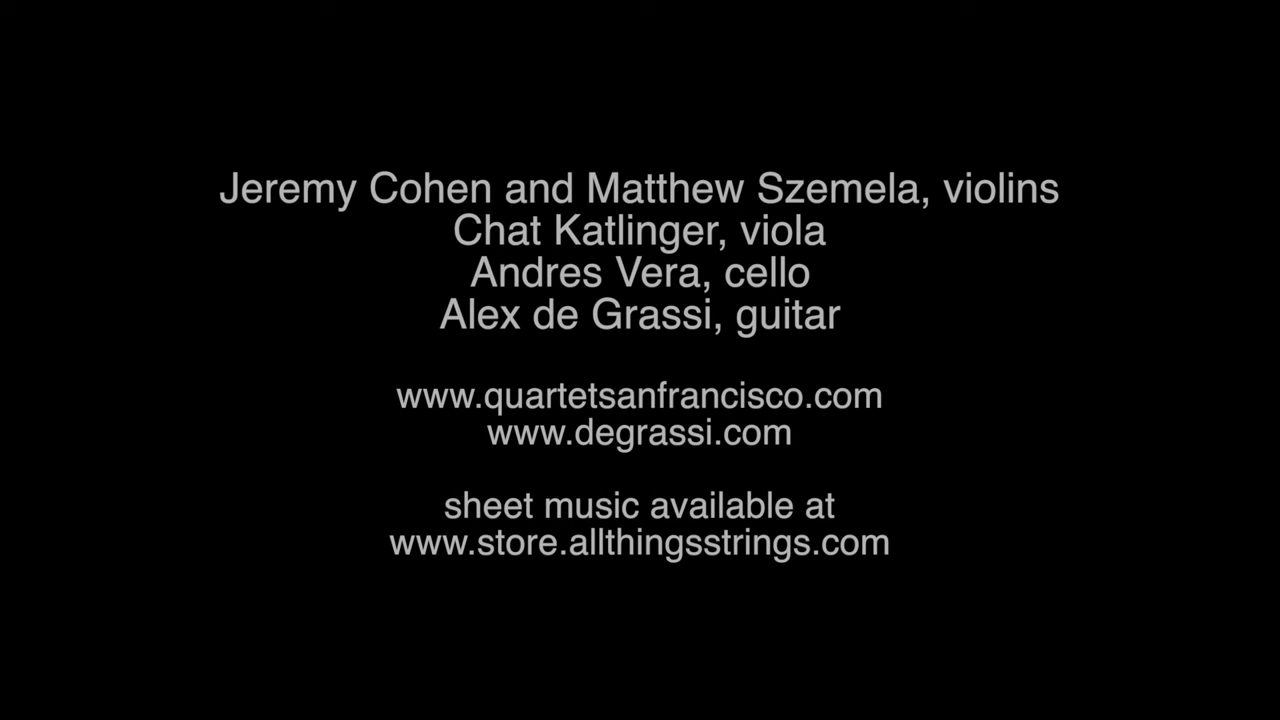 Jeremy Cohen and Matthew Szemela, violins
Chat Katlinger, viola
Andres Vera, cello
Alex de Grassi, guitar
www.quartetsanfrancisco.com
www.degrassi.com
sheet music available at
www.store.allthingsstrings.com